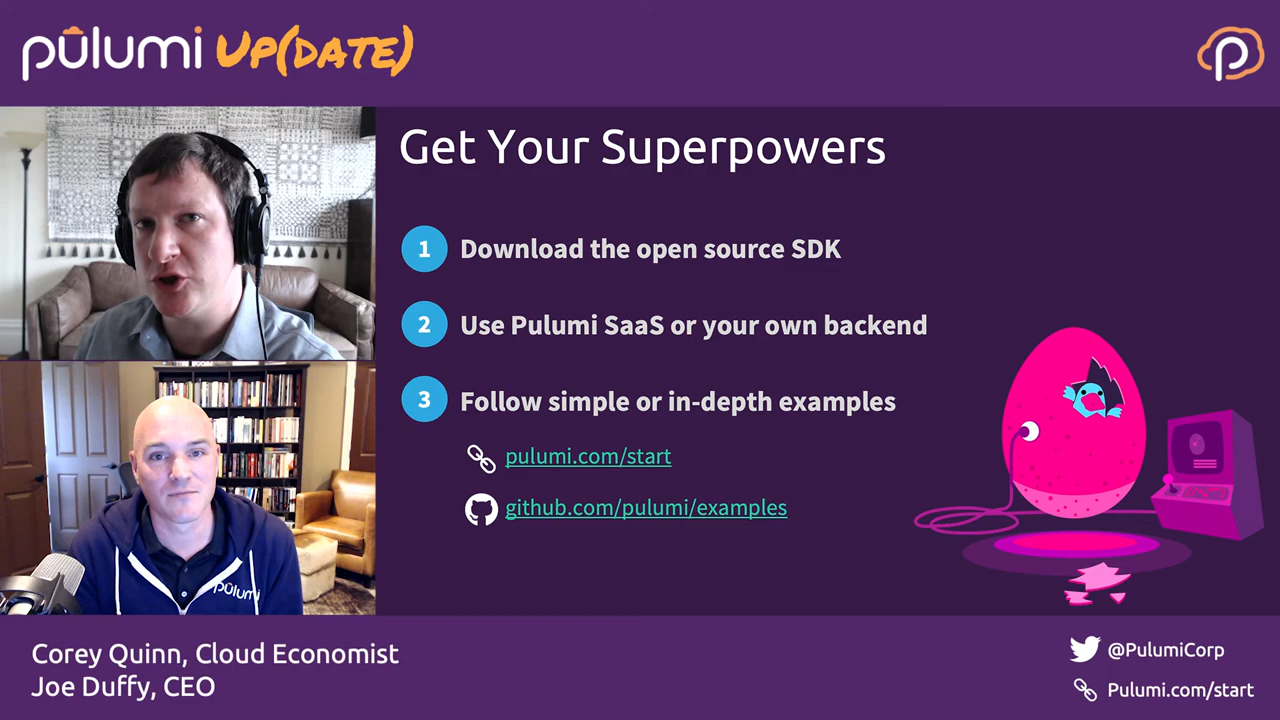 pulumi UP(DATE)
Get Your Superpowers
1 Download the open source SDK
2 Use Pulumi SaaS or your own backend
3 Follow simple or in-depth examples
pulumi.com/start
github.com/pulumi/examples
pulumi
Corey Quinn, Cloud Economist
Joe Duffy, CEO
@PulumiCorp
Pulumi.com/start